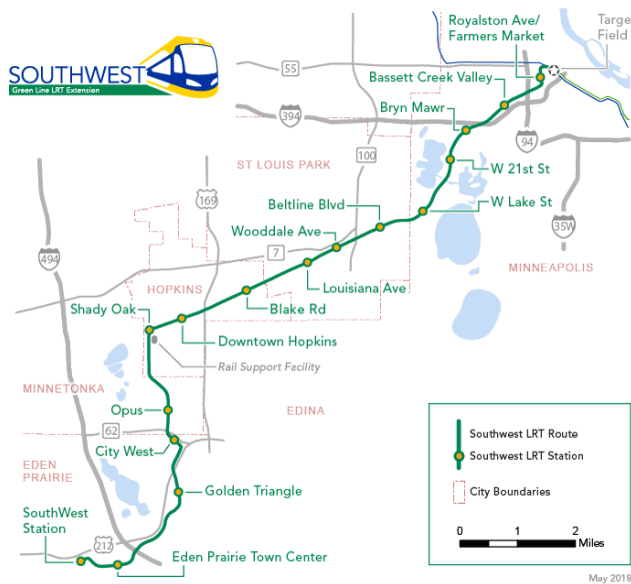 SOUTHWEST
Green Line LRT Extension
Royalston Ave/
Farmers Market
Targe
Field
55
Bassett Creek Valley
394
Bryn Mawr
94
100
ST LOUIS PARK
W 21st St
169
Beltline Blvd
W Lake St
35W
Wooddale Ave
494
7
MINNEAPOLIS
HOPKINS
Louisiana Ave
Blake Rd
Shady Oak
Downtown Hopkins
Rail Support Facility
MINNETONKA
Opus
EDINA
62
City West
EDEN
PRAIRIE
Golden Triangle
SouthWest
Station
212
Eden Prairie Town Center
Southwest LRT Route
Southwest LRT Station
City Boundaries
0 1 2
Miles
May 2018